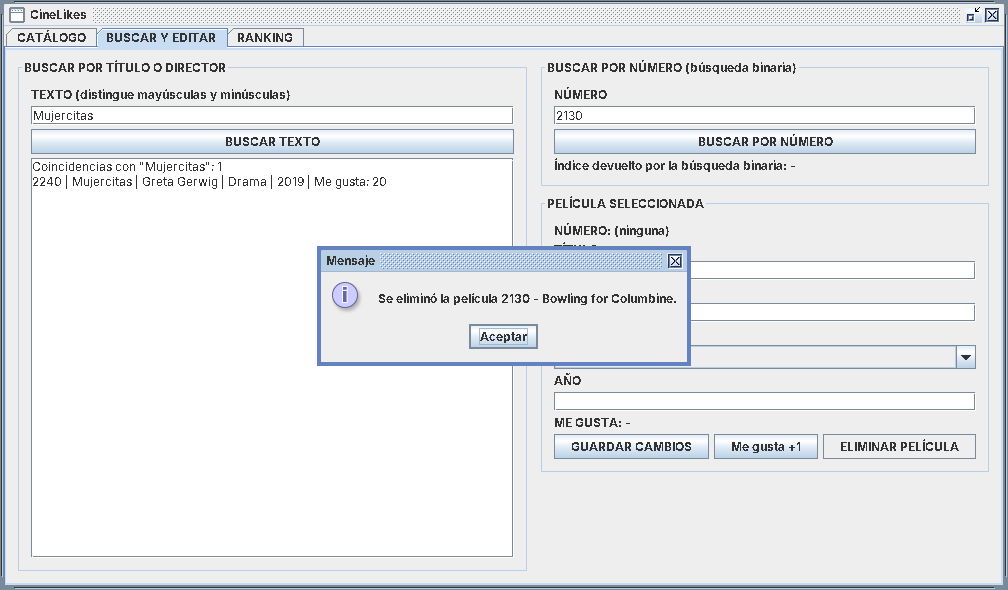 CineLikes
CATÁLOGO
BUSCAR Y EDITAR
RANKING
BUSCAR POR TÍTULO O DIRECTOR
TEXTO (distingue mayúsculas y minúsculas)
Mujercitas
BUSCAR TEXTO
Coincidencias con "Mujercitas": 1
2240 | Mujercitas | Greta Gerwig | Drama | 2019 | Me gusta: 20
BUSCAR POR NÚMERO (búsqueda binaria)
NÚMERO
2130
BUSCAR POR NÚMERO
Índice devuelto por la búsqueda binaria: -
PELÍCULA SELECCIONADA
NÚMERO: (ninguna)
Mensaje
Se eliminó la película 2130 - Bowling for Columbine.
Aceptar
AÑO
ME GUSTA: -
GUARDAR CAMBIOS
Me gusta +1
ELIMINAR PELÍCULA